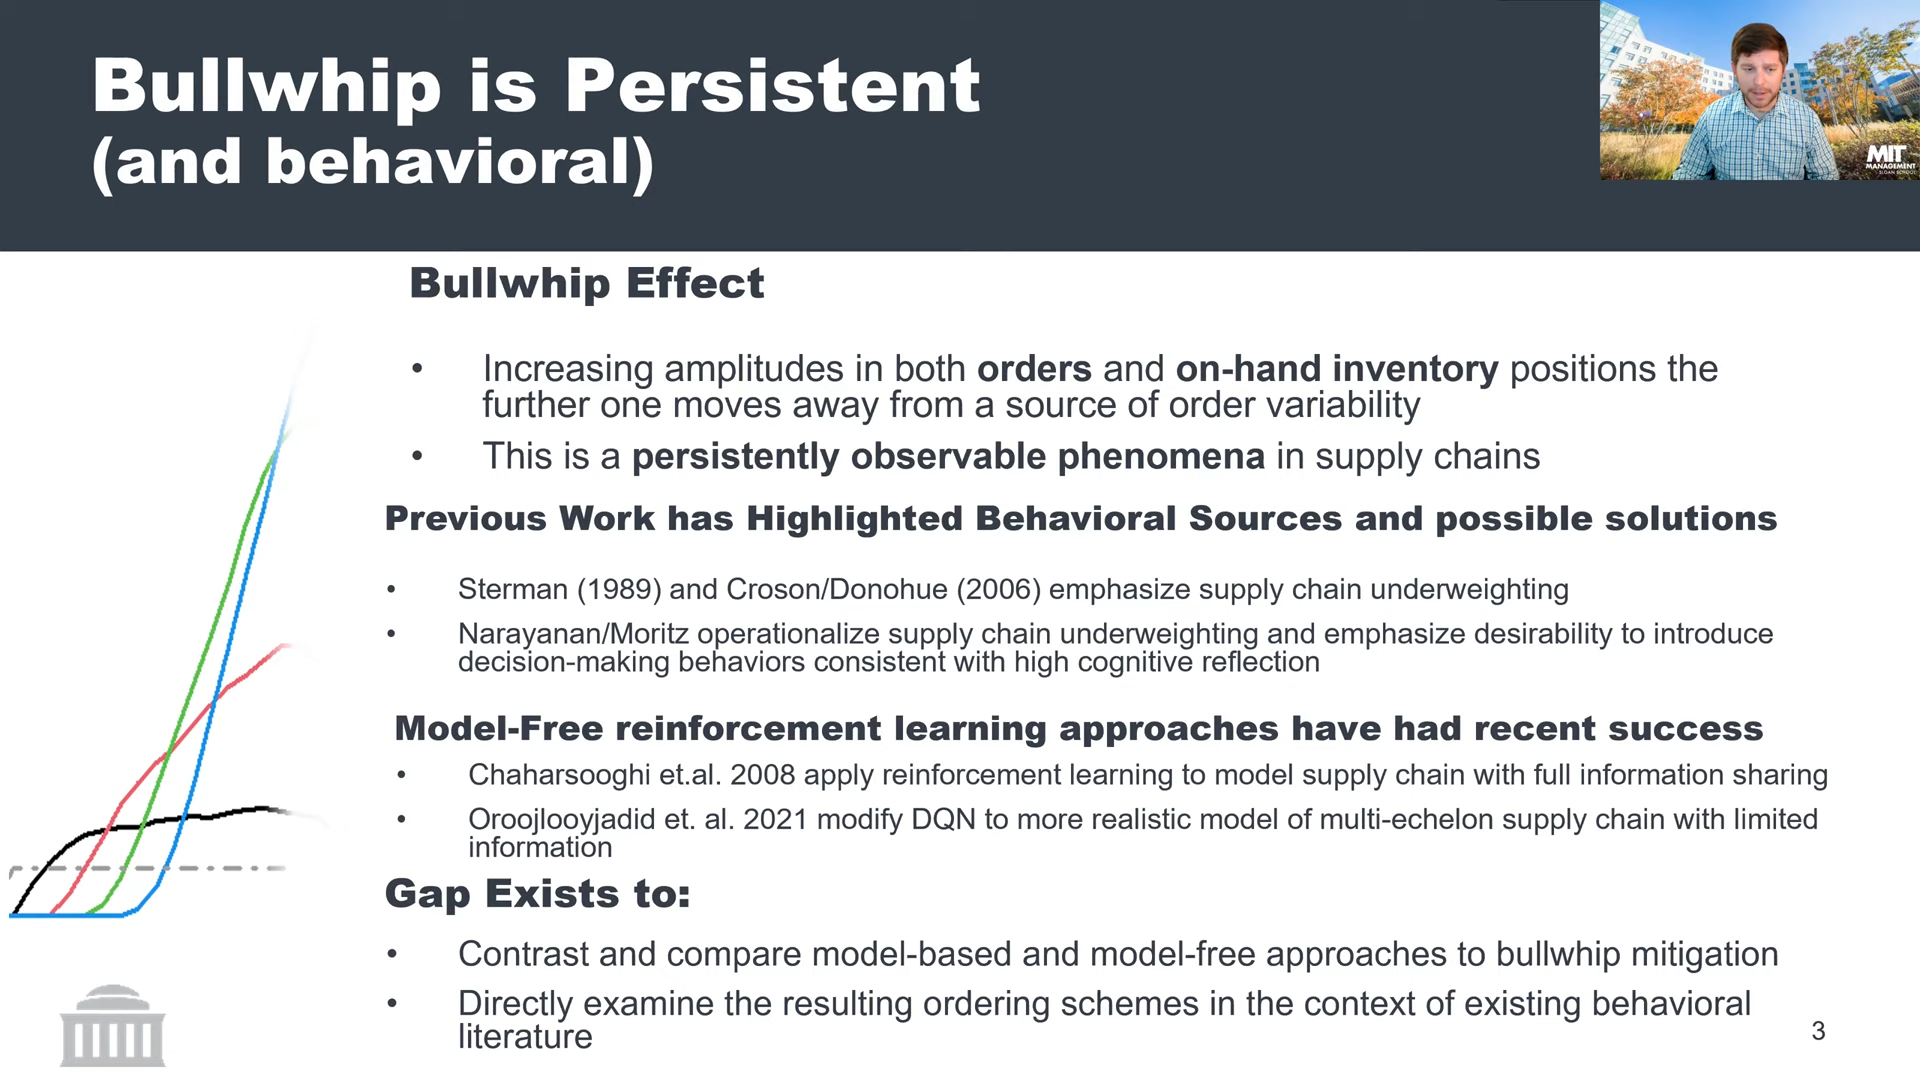 Bullwhip is Persistent
(and behavioral)
MIT
MANAGEMENT
SLOAN SCHOOL
Bullwhip Effect
• Increasing amplitudes in both orders and on-hand inventory positions the
further one moves away from a source of order variability
• This is a persistently observable phenomena in supply chains
Previous Work has Highlighted Behavioral Sources and possible solutions
• Sterman (1989) and Croson/Donohue (2006) emphasize supply chain underweighting
• Narayanan/Moritz operationalize supply chain underweighting and emphasize desirability to introduce
decision-making behaviors consistent with high cognitive reflection
Model-Free reinforcement learning approaches have had recent success
• Chaharsooghi et.al. 2008 apply reinforcement learning to model supply chain with full information sharing
• Oroojlooyjadid et. al. 2021 modify DQN to more realistic model of multi-echelon supply chain with limited
information
Gap Exists to:
• Contrast and compare model-based and model-free approaches to bullwhip mitigation
• Directly examine the resulting ordering schemes in the context of existing behavioral
literature
3